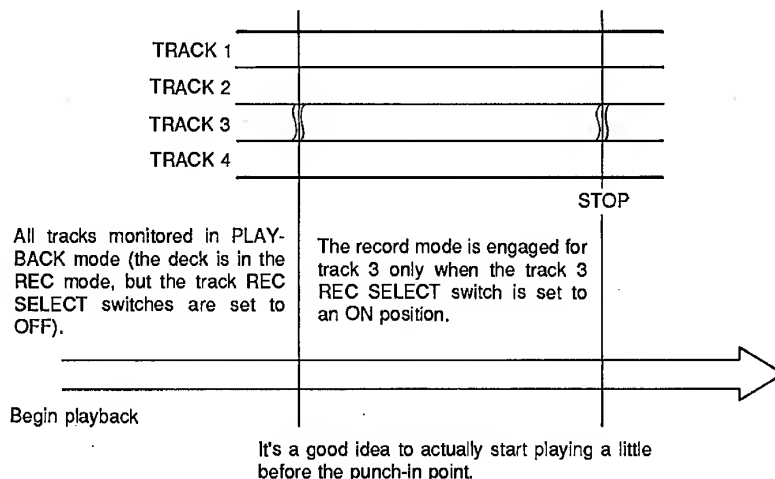 TRACK 1
TRACK 2
TRACK 3
TRACK 4
STOP
All tracks monitored in PLAY-
BACK mode (the deck is in the
REC mode, but the track REC
SELECT switches are set to
OFF).
The record mode is engaged for
track 3 only when the track 3
REC SELECT switch is set to
an ON position.
Begin playback
It's a good idea to actually start playing a little
before the punch-in point.